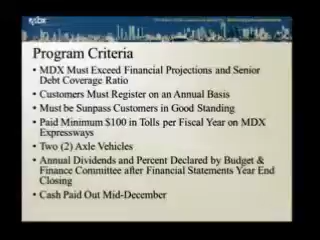 mdx
Program Criteria
• MDX Must Exceed Financial Projections and Senior
Debt Coverage Ratio
• Customers Must Register on an Annual Basis
• Must be Sunpass Customers in Good Standing
• Paid Minimum $100 in Tolls per Fiscal Year on MDX
Expressways
• Two (2) Axle Vehicles
• Annual Dividends and Percent Declared by Budget &
Finance Committee after Financial Statements Year End
Closing
• Cash Paid Out Mid-December